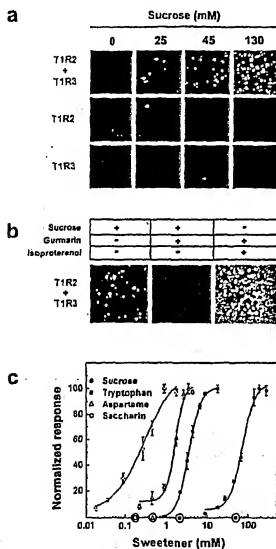 a
Sucrose (mM)
0 25 45 130
T1R2
+
T1R3
T1R2
T1R3
b
Sucrose + + -
Gurmarin - + +
Isoproterenol - - +
T1R2
+
T1R3
c
Normalized response
100
80
60
40
20
Sucrose
Tryptophan
Aspartame
Saccharin
0.01 0.1 1 10 100
Sweetener (mM)